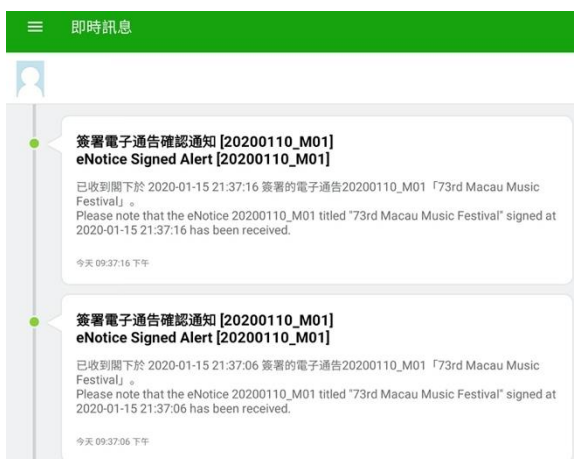 即時訊息
簽署電子通告確認通知 [20200110_M01]
eNotice Signed Alert [20200110_M01]
已收到閣下於 2020-01-15 21:37:16 簽署的電子通告20200110_M01「73rd Macau Music
Festival」。
Please note that the eNotice 20200110_M01 titled "73rd Macau Music Festival" signed at
2020-01-15 21:37:16 has been received.
今天 09:37:16 下午
簽署電子通告確認通知 [20200110_M01]
eNotice Signed Alert [20200110_M01]
已收到閣下於 2020-01-15 21:37:06 簽署的電子通告20200110_M01「73rd Macau Music
Festival」。
Please note that the eNotice 20200110_M01 titled "73rd Macau Music Festival" signed at
2020-01-15 21:37:06 has been received.
今天 09:37:06 下午